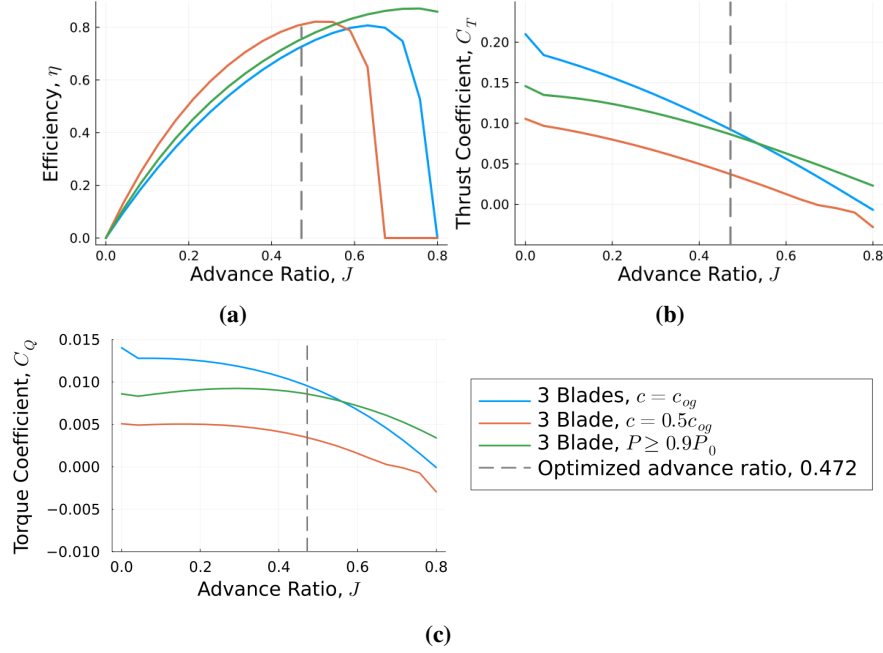 0.8
0.6
0.4
0.2
0.0
Efficiency, η
0.0 0.2 0.4 0.6 0.8
Advance Ratio, J
(a)
0.20
0.15
0.10
0.05
0.00
Thrust Coefficient, C_T
0.0 0.2 0.4 0.6 0.8
Advance Ratio, J
(b)
0.015
0.010
0.005
0.000
−0.005
−0.010
Torque Coefficient, C_Q
0.0 0.2 0.4 0.6 0.8
Advance Ratio, J
(c)
3 Blades, c = c_og
3 Blade, c = 0.5c_og
3 Blade, P ≥ 0.9P_0
Optimized advance ratio, 0.472